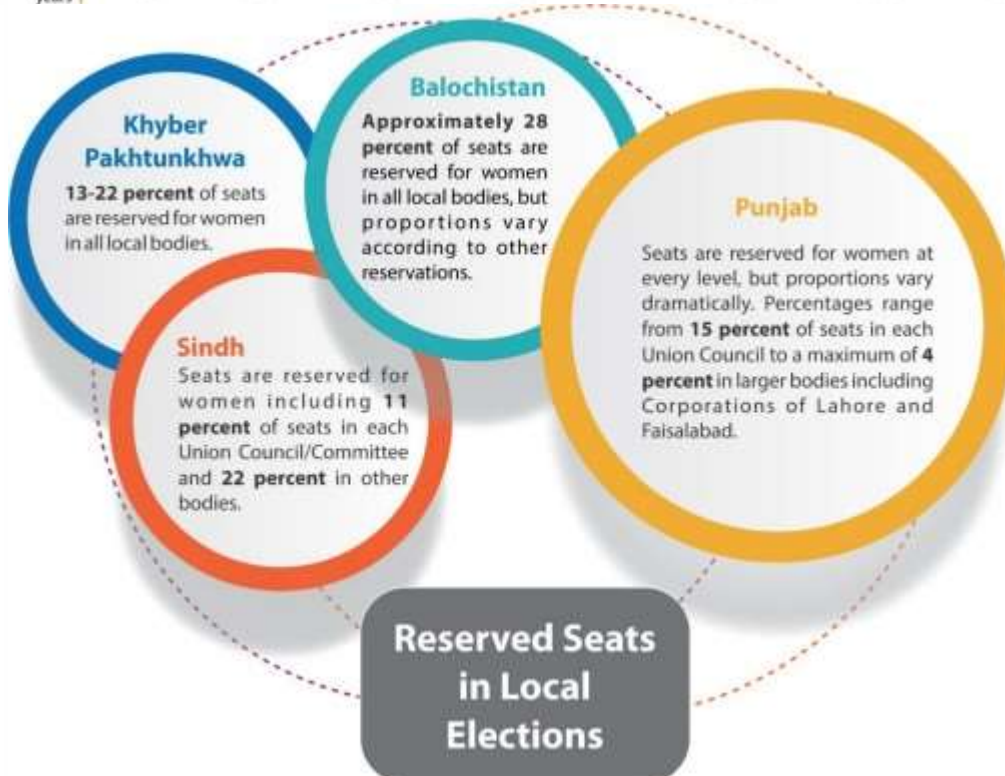 Khyber
Pakhtunkhwa
13-22 percent of seats
are reserved for women
in all local bodies.
Balochistan
Approximately 28
percent of seats are
reserved for women
in all local bodies, but
proportions vary
according to other
reservations.
Punjab
Seats are reserved for women at
every level, but proportions vary
dramatically. Percentages range
from 15 percent of seats in each
Union Council to a maximum of 4
percent in larger bodies including
Corporations of Lahore and
Faisalabad.
Sindh
Seats are reserved for
women including 11
percent of seats in each
Union Council/Committee
and 22 percent in other
bodies.
Reserved Seats
in Local
Elections